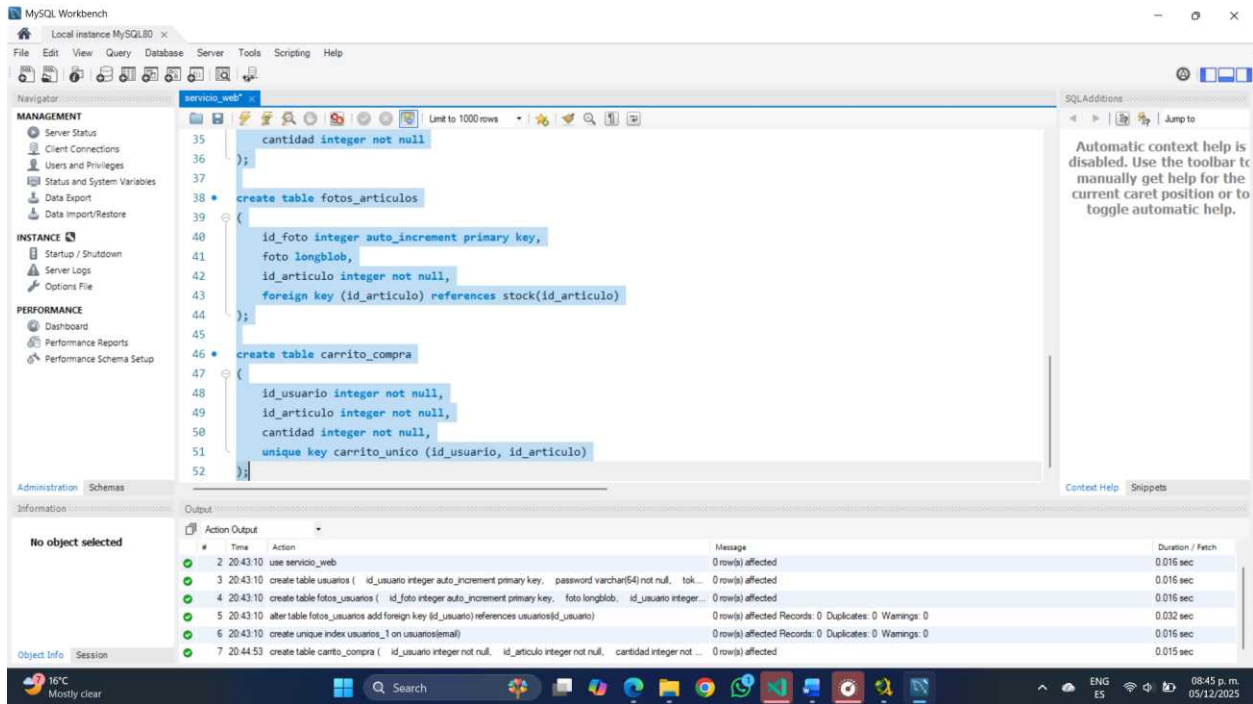 MySQL Workbench
Local instance MySQL80 ×
File Edit View Query Database Server Tools Scripting Help
Navigator
MANAGEMENT
Server Status
Client Connections
Users and Privileges
Status and System Variables
Data Export
Data Import/Restore
INSTANCE
Startup / Shutdown
Server Logs
Options File
PERFORMANCE
Dashboard
Performance Reports
Performance Schema Setup
Administration Schemas
Information
No object selected
Object Info Session
servicio_web* ×
Limit to 1000 rows
35 cantidad integer not null
36 );
37
38 create table fotos_articulos
39 (
40 id_foto integer auto_increment primary key,
41 foto longblob,
42 id_articulo integer not null,
43 foreign key (id_articulo) references stock(id_articulo)
44 );
45
46 create table carrito_compra
47 (
48 id_usuario integer not null,
49 id_articulo integer not null,
50 cantidad integer not null,
51 unique key carrito_unico (id_usuario, id_articulo)
52 );
SQLAdditions
Jump to
Automatic context help is
disabled. Use the toolbar to
manually get help for the
current caret position or to
toggle automatic help.
Context Help Snippets
Output
Action Output
# Time Action Message Duration / Fetch
2 20:43:10 use servicio_web 0 row(s) affected 0.016 sec
3 20:43:10 create table usuarios ( id_usuario integer auto_increment primary key, password varchar(64) not null, tok... 0 row(s) affected 0.016 sec
4 20:43:10 create table fotos_usuarios ( id_foto integer auto_increment primary key, foto longblob, id_usuario integer... 0 row(s) affected 0.016 sec
5 20:43:10 alter table fotos_usuarios add foreign key (id_usuario) references usuarios(id_usuario) 0 row(s) affected Records: 0 Duplicates: 0 Warnings: 0 0.032 sec
6 20:43:10 create unique index usuarios_1 on usuarios(email) 0 row(s) affected Records: 0 Duplicates: 0 Warnings: 0 0.016 sec
7 20:44:53 create table carrito_compra ( id_usuario integer not null, id_articulo integer not null, cantidad integer not ... 0 row(s) affected 0.015 sec
7
16°C
Mostly clear
Search
ENG
ES
08:45 p. m.
05/12/2025